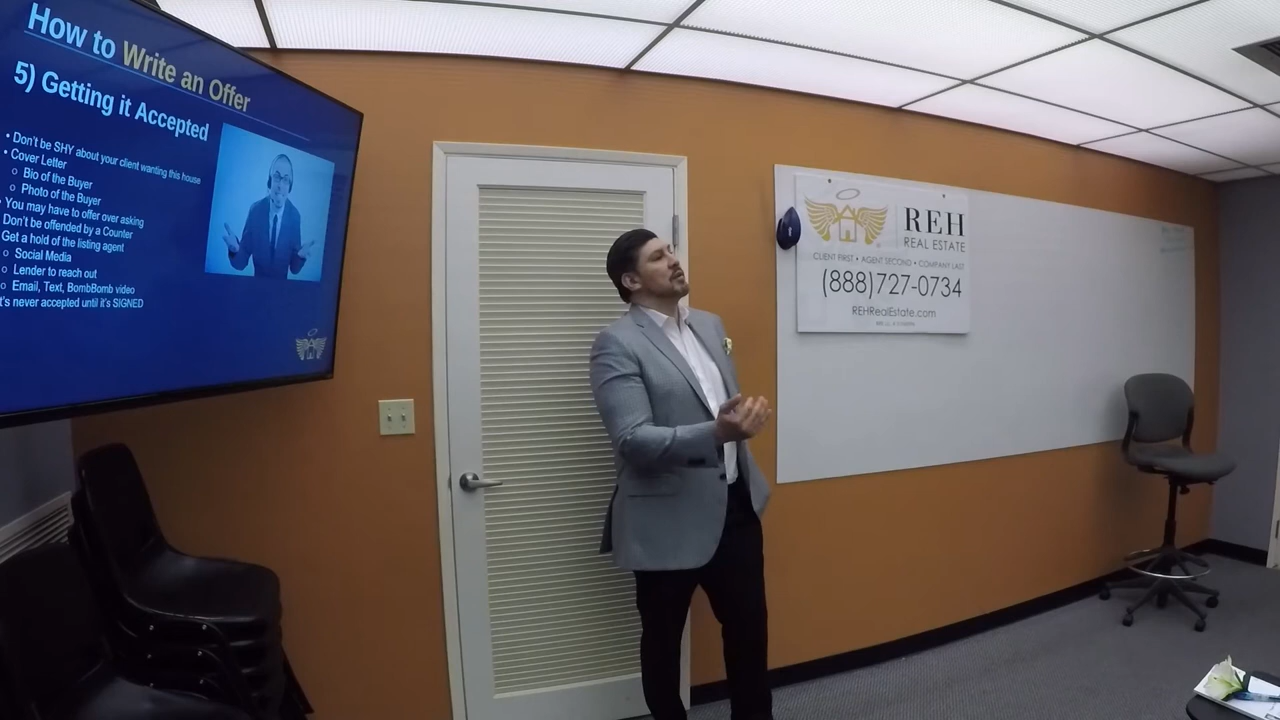 How to Write an Offer
5) Getting it Accepted
• Don't be SHY about your client wanting this house
• Cover Letter
o Bio of the Buyer
o Photo of the Buyer
You may have to offer over asking
Don't be offended by a Counter
Get a hold of the listing agent
o Social Media
o Lender to reach out
o Email, Text, BombBomb video
It's never accepted until it's SIGNED
REH
REAL ESTATE
CLIENT FIRST • AGENT SECOND • COMPANY LAST
(888)727-0734
REHRealEstate.com